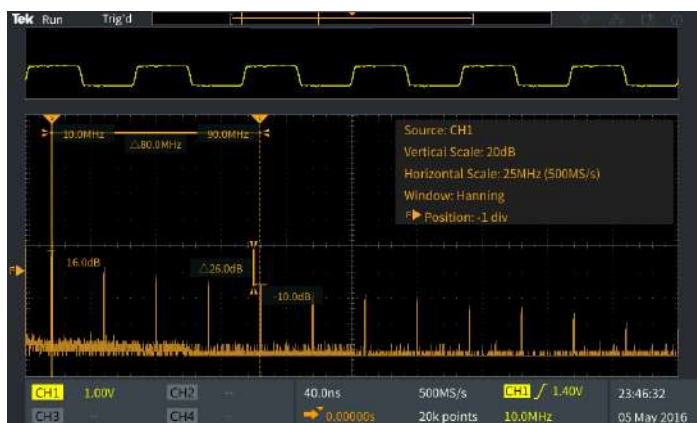 Tek Run Trig'd
10.0MHz 90.0MHz
△80.0MHz
Source: CH1
Vertical Scale: 20dB
Horizontal Scale: 25MHz (500MS/s)
Window: Hanning
F▶ Position: -1 div
16.0dB
△26.0dB
-10.0dB
CH1 1.00V CH2 -- 40.0ns 500MS/s CH1 / 1.40V 23:46:32
CH3 -- CH4 -- 0.00000s 20k points 10.0MHz 05 May 2016